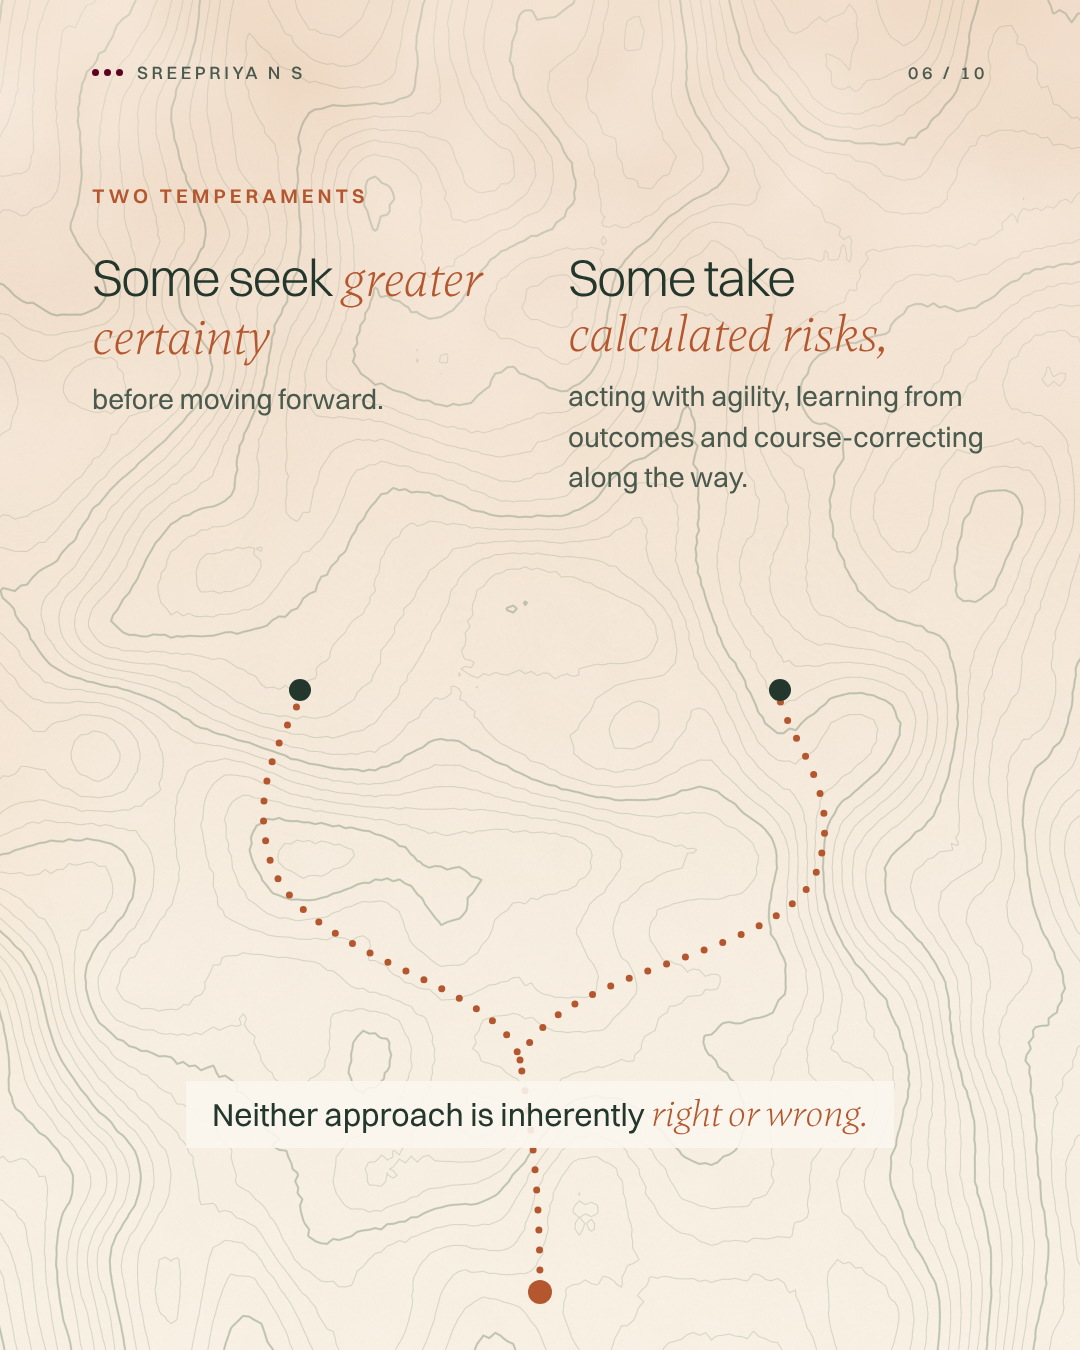 SREEPRIYA N S
06 / 10
TWO TEMPERAMENTS
Some seek greater
certainty
before moving forward.
Some take
calculated risks,
acting with agility, learning from
outcomes and course-correcting
along the way.
Neither approach is inherently right or wrong.